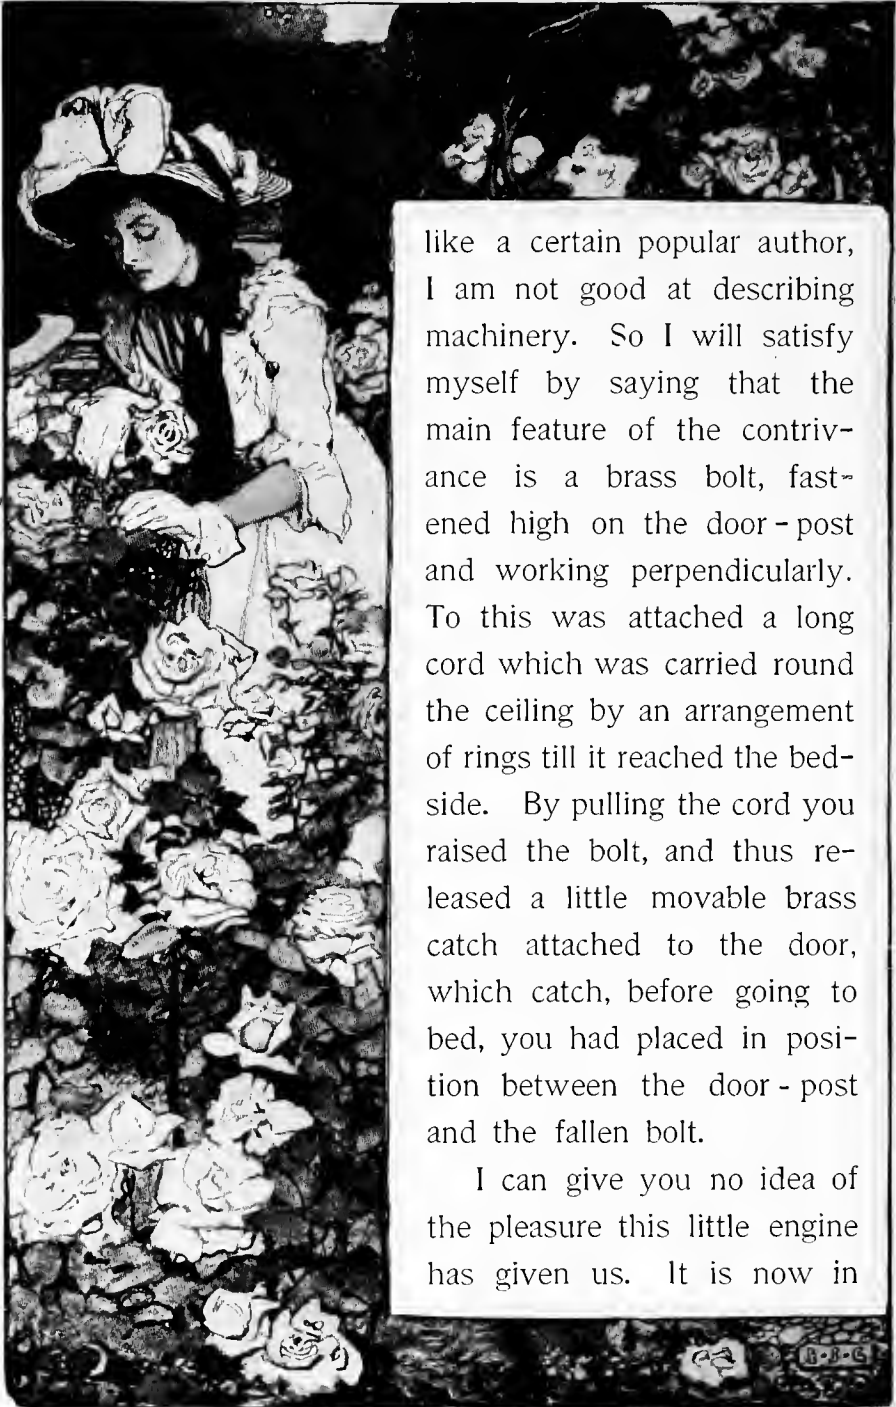 like a certain popular author,
I am not good at describing
machinery. So I will satisfy
myself by saying that the
main feature of the contriv-
ance is a brass bolt, fast-
ened high on the door-post
and working perpendicularly.
To this was attached a long
cord which was carried round
the ceiling by an arrangement
of rings till it reached the bed-
side. By pulling the cord you
raised the bolt, and thus re-
leased a little movable brass
catch attached to the door,
which catch, before going to
bed, you had placed in posi-
tion between the door-post
and the fallen bolt.
I can give you no idea of
the pleasure this little engine
has given us. It is now in